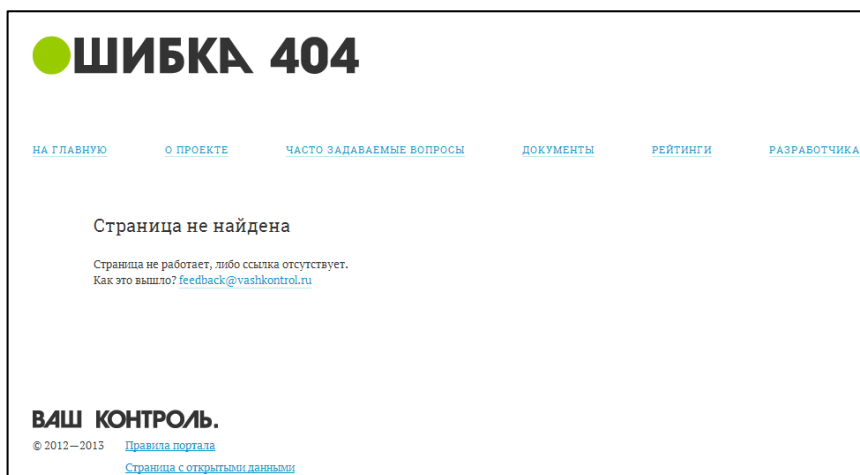 ОШИБКА 404
НА ГЛАВНУЮ О ПРОЕКТЕ ЧАСТО ЗАДАВАЕМЫЕ ВОПРОСЫ ДОКУМЕНТЫ РЕЙТИНГИ РАЗРАБОТЧИКА
Страница не найдена
Страница не работает, либо ссылка отсутствует.
Как это вышло? feedback@vashkontrol.ru
ВАШ КОНТРОЛЬ.
© 2012—2013 Правила портала
Страница с открытыми данными